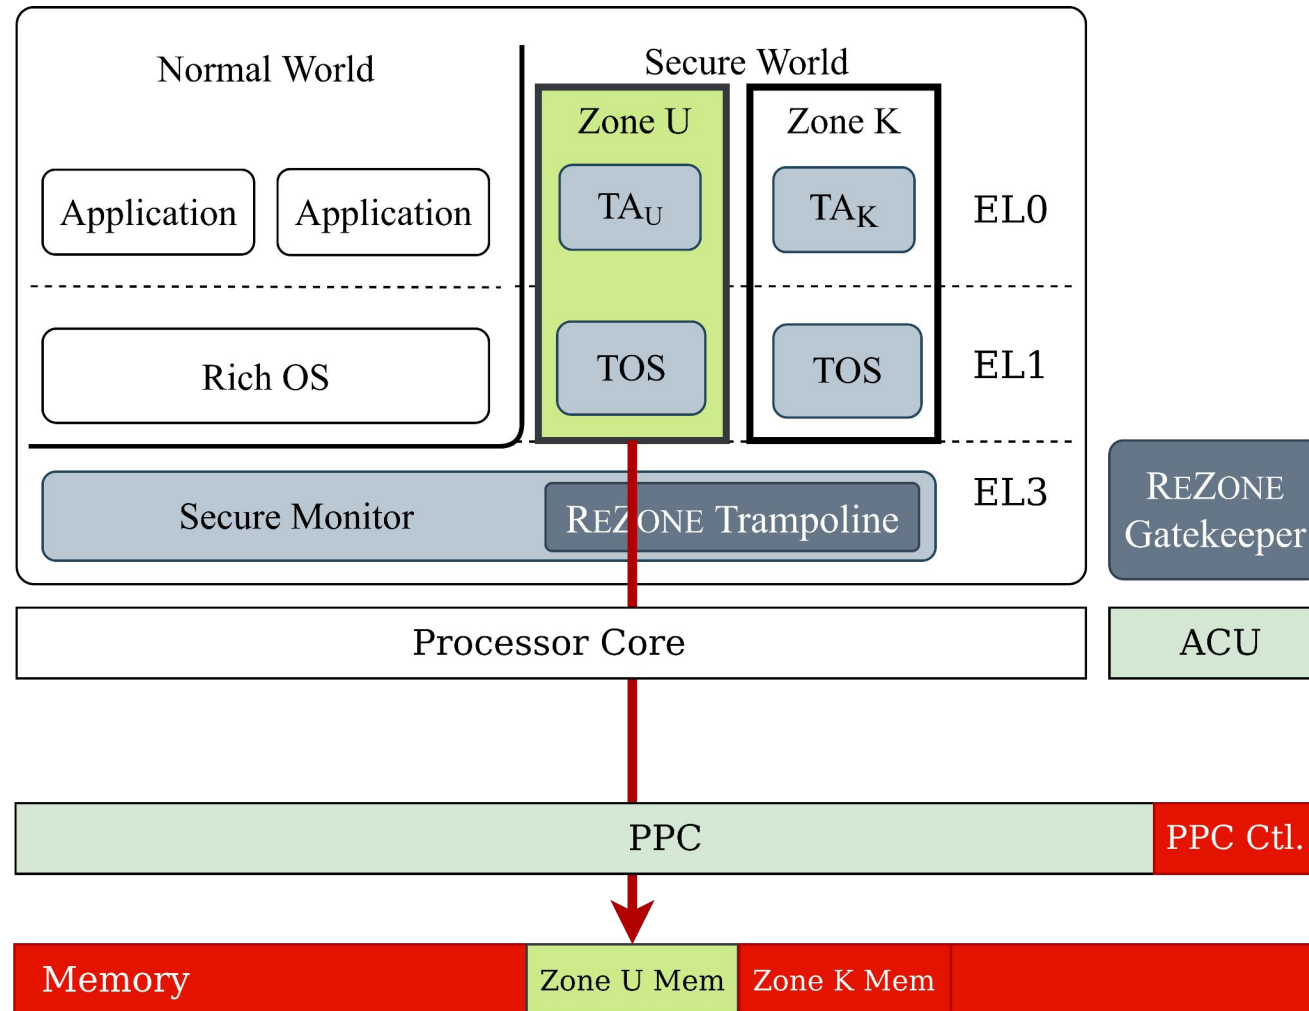 Normal World
Secure World
Zone U
Zone K
Application
Application
TAU
TAK
EL0
Rich OS
TOS
TOS
EL1
Secure Monitor
REZONE Trampoline
EL3
REZONE
Gatekeeper
Processor Core
ACU
PPC
PPC Ctl.
Memory
Zone U Mem
Zone K Mem